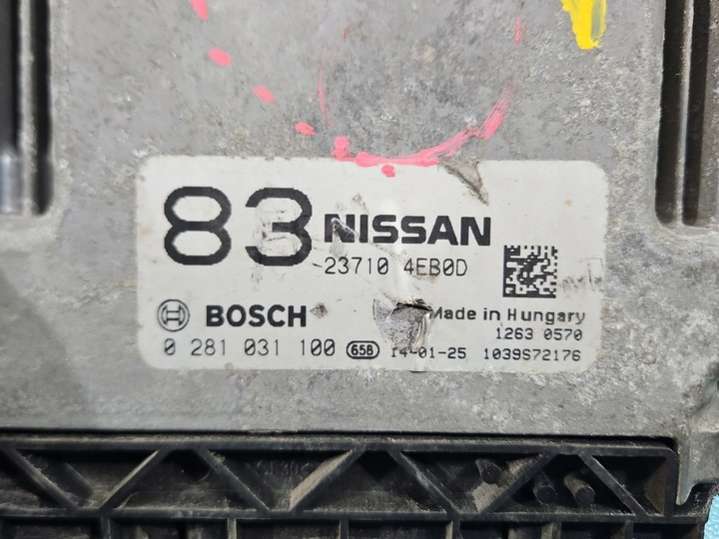 83 NISSAN
23710 4EB0D
BOSCH Made in Hungary
1263 0570
0 281 031 100 658 14-01-25 1039S72176